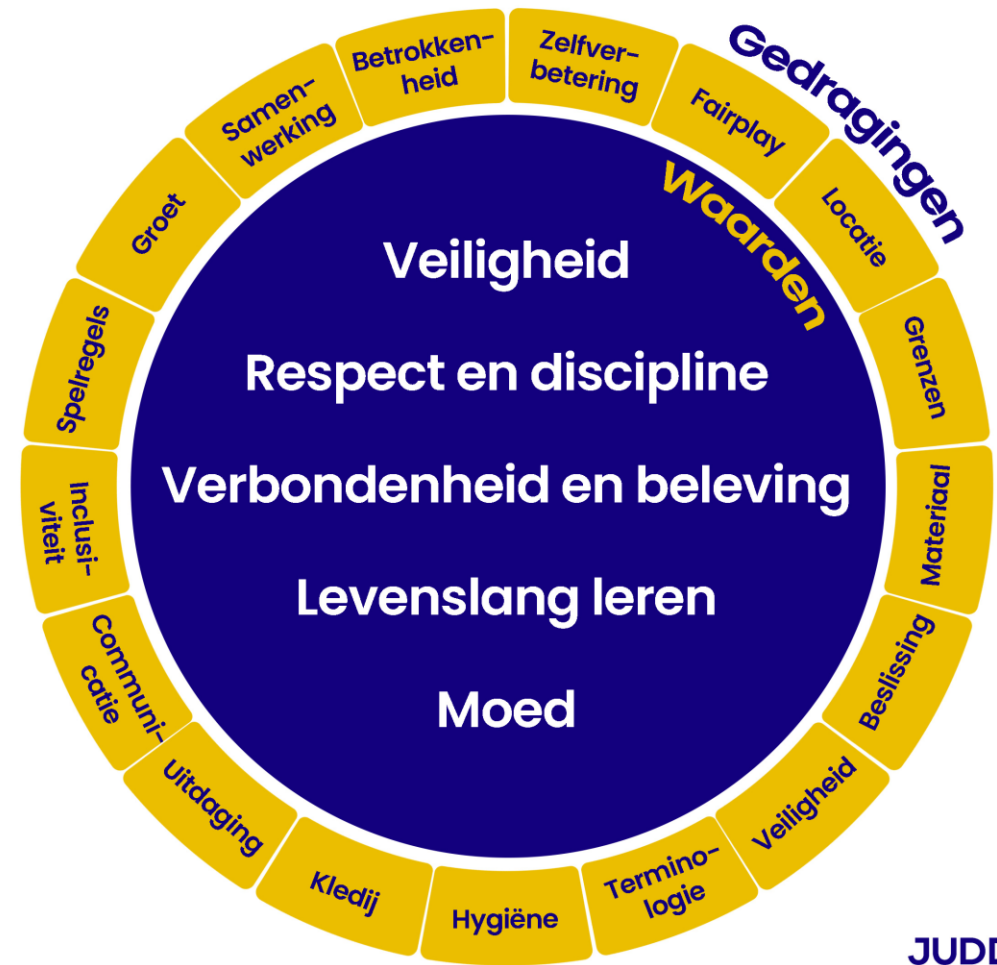 Gedragingen
Waarden
Veiligheid
Respect en discipline
Verbondenheid en beleving
Levenslang leren
Moed
Betrokken-
heid
Zelfver-
betering
Fairplay
Locatie
Grenzen
Materiaal
Beslissing
Veiligheid
Termino-
logie
Hygiëne
Kledij
Uitdaging
Communi-
catie
Inclusi-
viteit
Spelregels
Groet
Samen-
werking